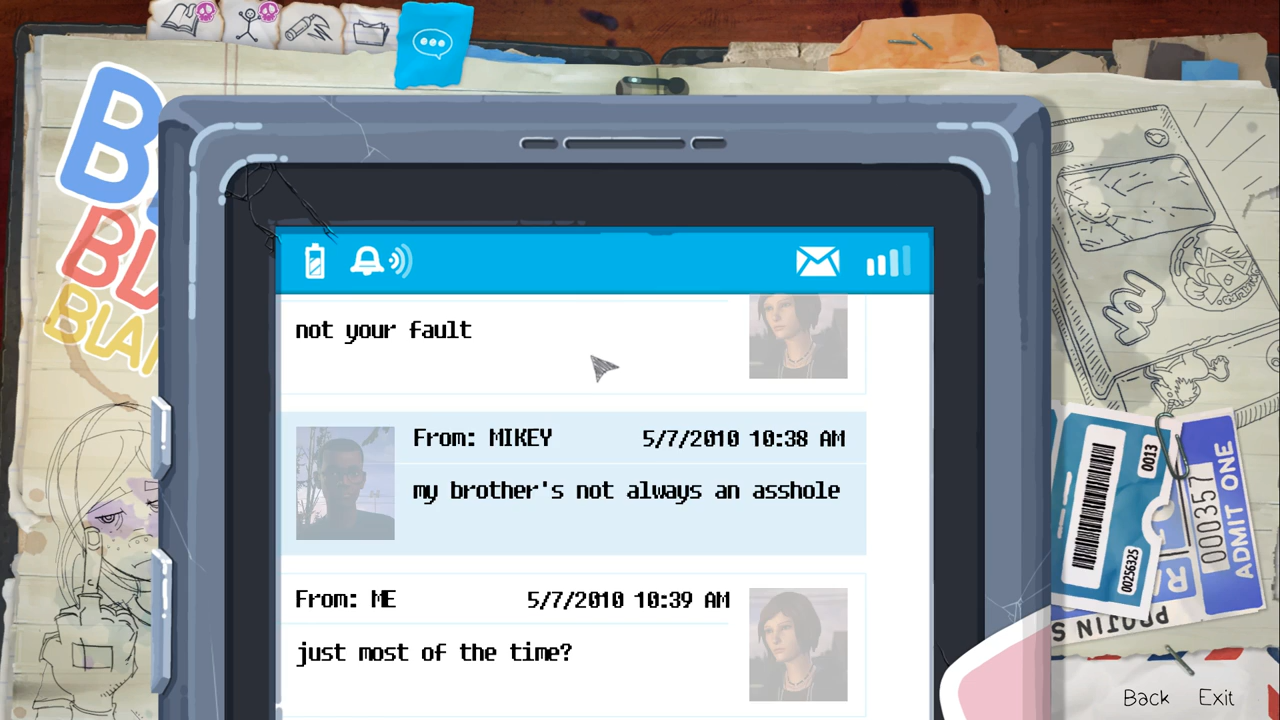 not your fault
From: MIKEY 5/7/2010 10:38 AM
my brother's not always an asshole
From: ME 5/7/2010 10:39 AM
just most of the time?
0013
00256325
000357
ADMIT ONE
Back Exit